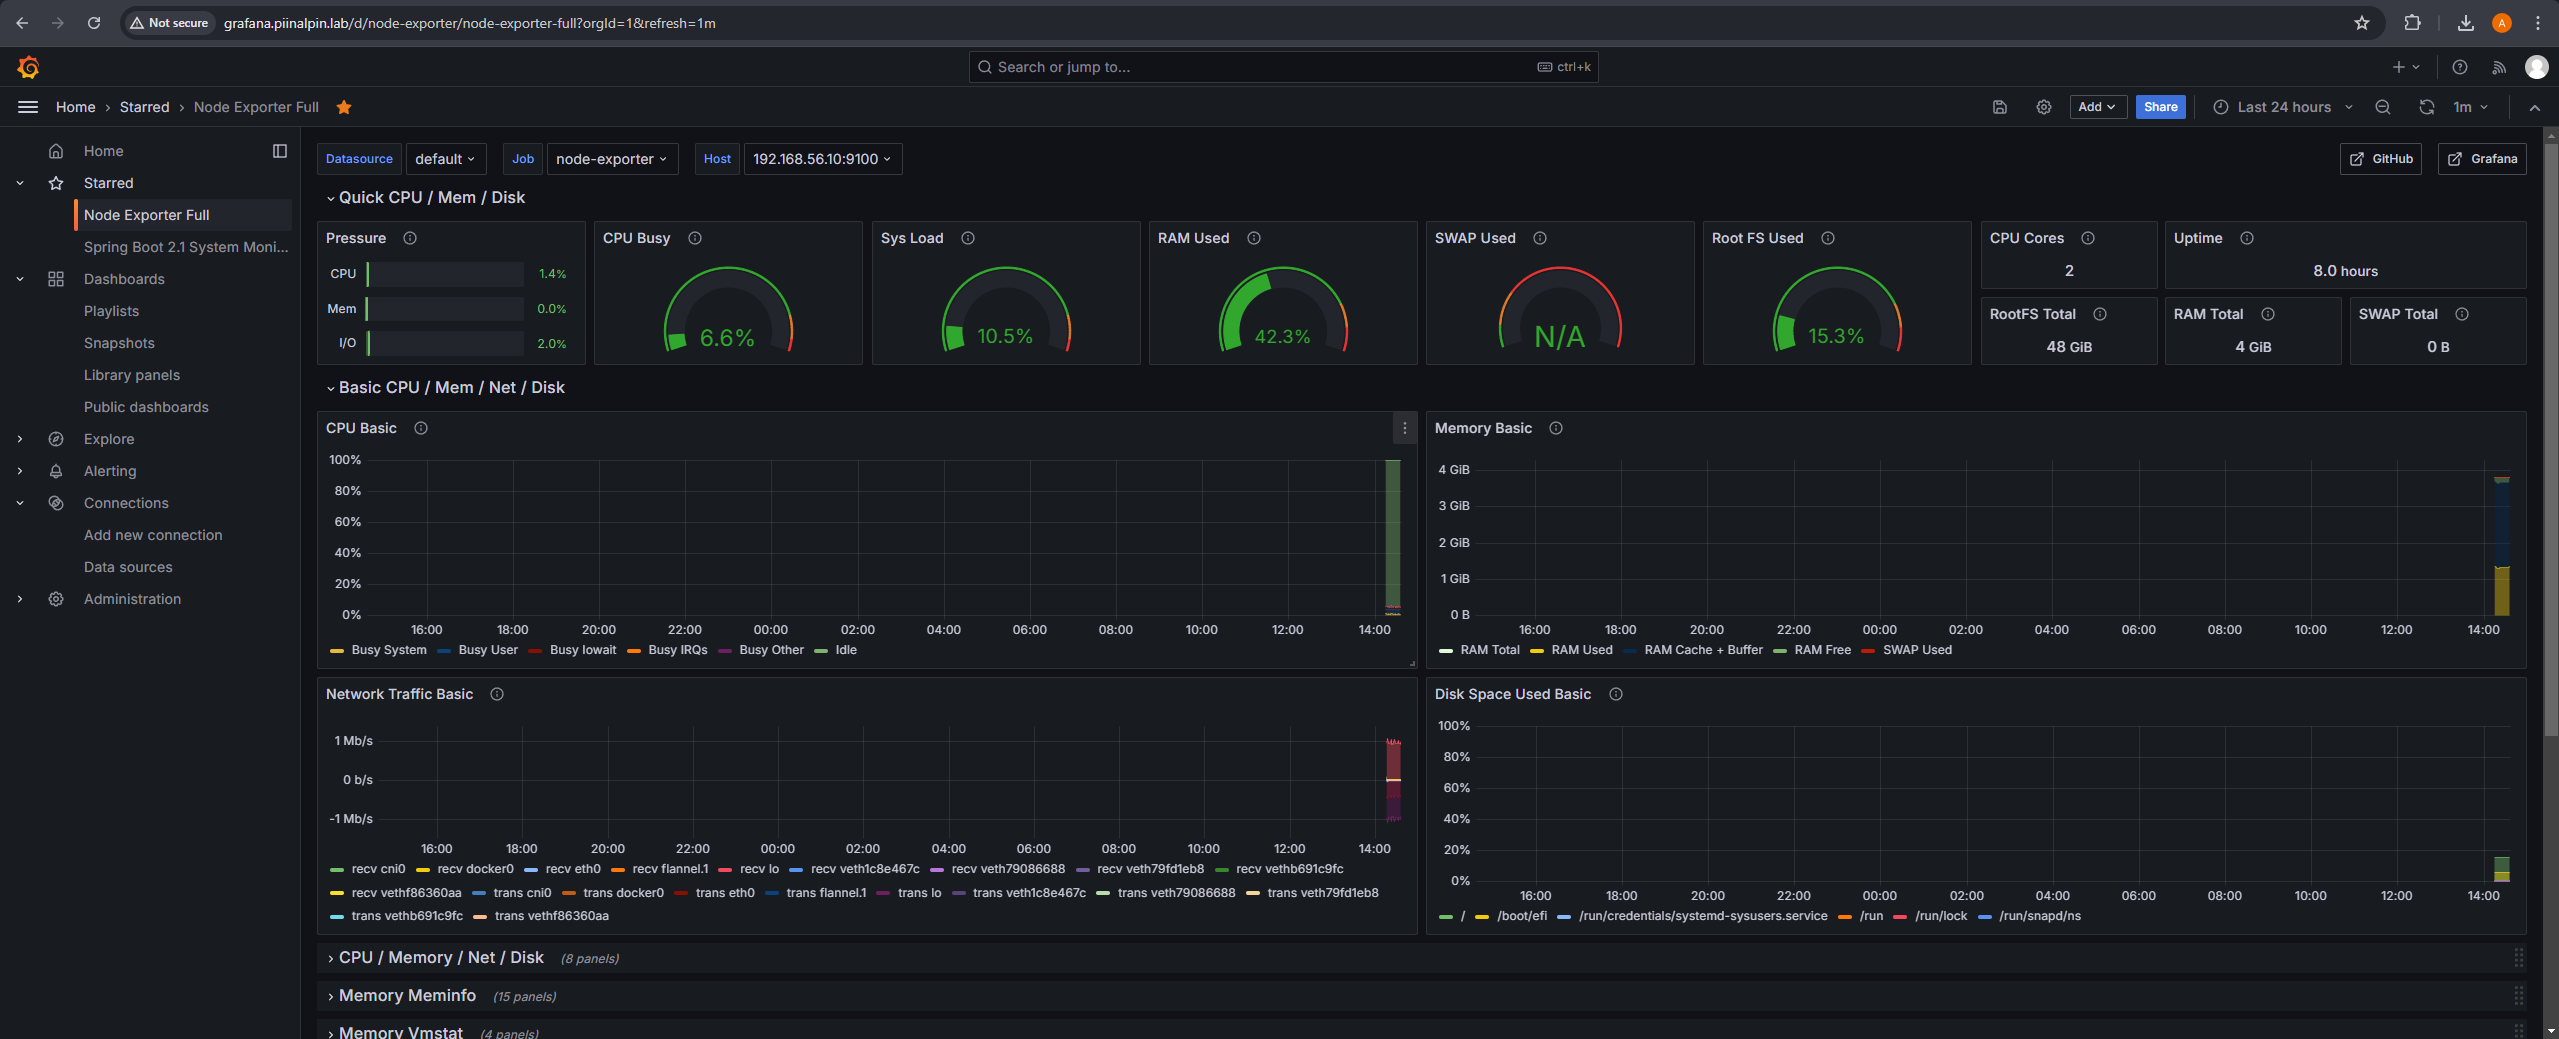 Not secure grafana.piinalpin.lab/d/node-exporter/node-exporter-full?orgId=1&refresh=1m A
Search or jump to... ctrl+k
Home › Starred › Node Exporter Full Add Share Last 24 hours 1m
Home
Starred
Node Exporter Full
Spring Boot 2.1 System Moni...
Dashboards
Playlists
Snapshots
Library panels
Public dashboards
Explore
Alerting
Connections
Add new connection
Data sources
Administration
Datasource default Job node-exporter Host 192.168.56.10:9100 GitHub Grafana
Quick CPU / Mem / Disk
Pressure
CPU 1.4%
Mem 0.0%
I/O 2.0%
CPU Busy
6.6%
Sys Load
10.5%
RAM Used
42.3%
SWAP Used
N/A
Root FS Used
15.3%
CPU Cores
2
Uptime
8.0 hours
RootFS Total
48 GiB
RAM Total
4 GiB
SWAP Total
0 B
Basic CPU / Mem / Net / Disk
CPU Basic
100%
80%
60%
40%
20%
0%
16:00 18:00 20:00 22:00 00:00 02:00 04:00 06:00 08:00 10:00 12:00 14:00
Busy System Busy User Busy Iowait Busy IRQs Busy Other Idle
Memory Basic
4 GiB
3 GiB
2 GiB
1 GiB
0 B
16:00 18:00 20:00 22:00 00:00 02:00 04:00 06:00 08:00 10:00 12:00 14:00
RAM Total RAM Used RAM Cache + Buffer RAM Free SWAP Used
Network Traffic Basic
1 Mb/s
0 b/s
-1 Mb/s
16:00 18:00 20:00 22:00 00:00 02:00 04:00 06:00 08:00 10:00 12:00 14:00
recv cni0 recv docker0 recv eth0 recv flannel.1 recv lo recv veth1c8e467c recv veth79086688 recv veth79fd1eb8 recv vethb691c9fc
recv vethf86360aa trans cni0 trans docker0 trans eth0 trans flannel.1 trans lo trans veth1c8e467c trans veth79086688 trans veth79fd1eb8
trans vethb691c9fc trans vethf86360aa
Disk Space Used Basic
100%
80%
60%
40%
20%
0%
16:00 18:00 20:00 22:00 00:00 02:00 04:00 06:00 08:00 10:00 12:00 14:00
/ /boot/efi /run/credentials/systemd-sysusers.service /run /run/lock /run/snapd/ns
CPU / Memory / Net / Disk (8 panels)
Memory Meminfo (15 panels)
Memory Vmstat (4 panels)